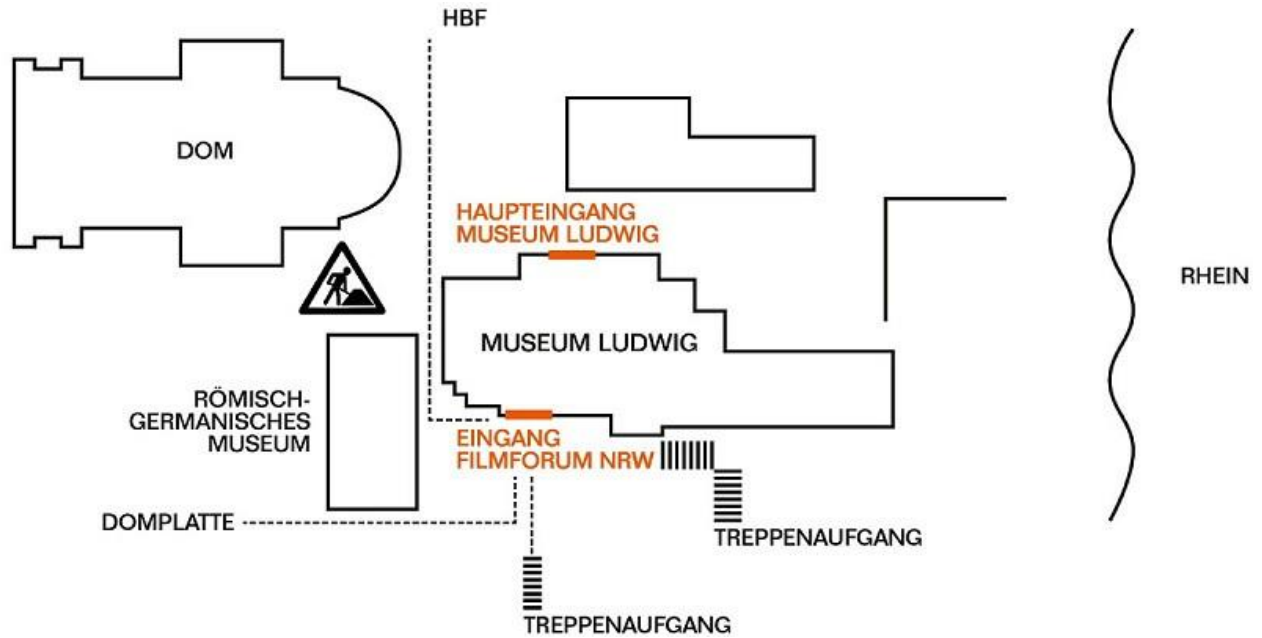 HBF
DOM
HAUPTEINGANG
MUSEUM LUDWIG
RHEIN
MUSEUM LUDWIG
RÖMISCH-
GERMANISCHES
MUSEUM
EINGANG
FILMFORUM NRW
DOMPLATTE
TREPPENAUFGANG
TREPPENAUFGANG